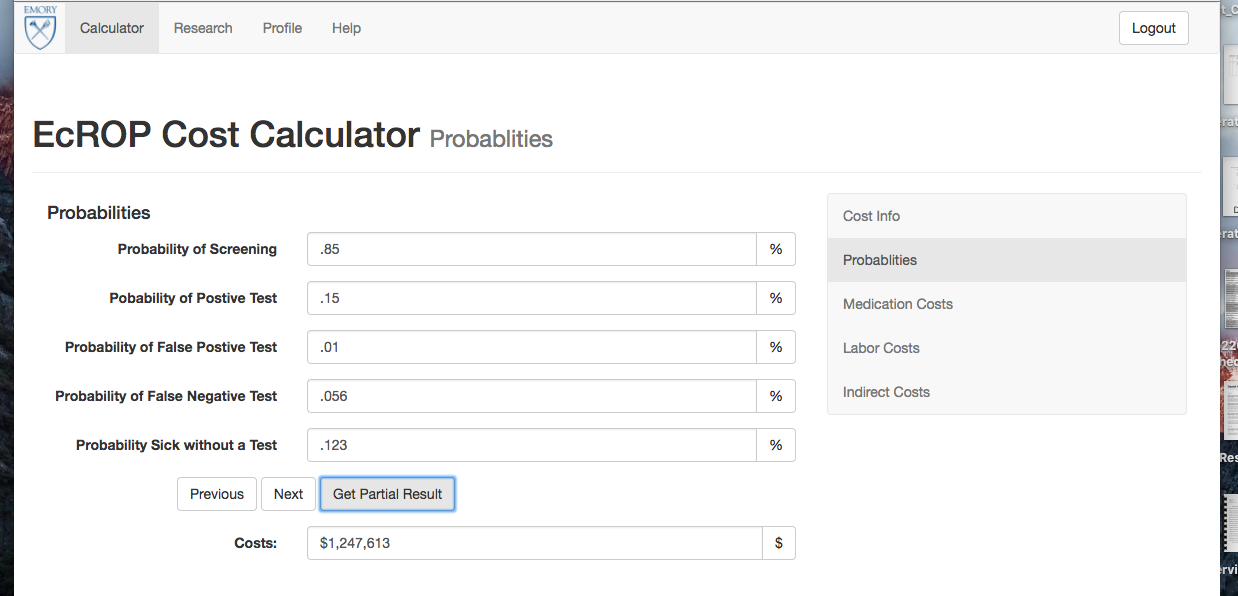 EMORY
Calculator Research Profile Help Logout
EcROP Cost Calculator Probablities
Probabilities
Probability of Screening .85 %
Pobability of Postive Test .15 %
Probability of False Postive Test .01 %
Probability of False Negative Test .056 %
Probability Sick without a Test .123 %
Previous Next Get Partial Result
Costs: $1,247,613 $
Cost Info
Probablities
Medication Costs
Labor Costs
Indirect Costs